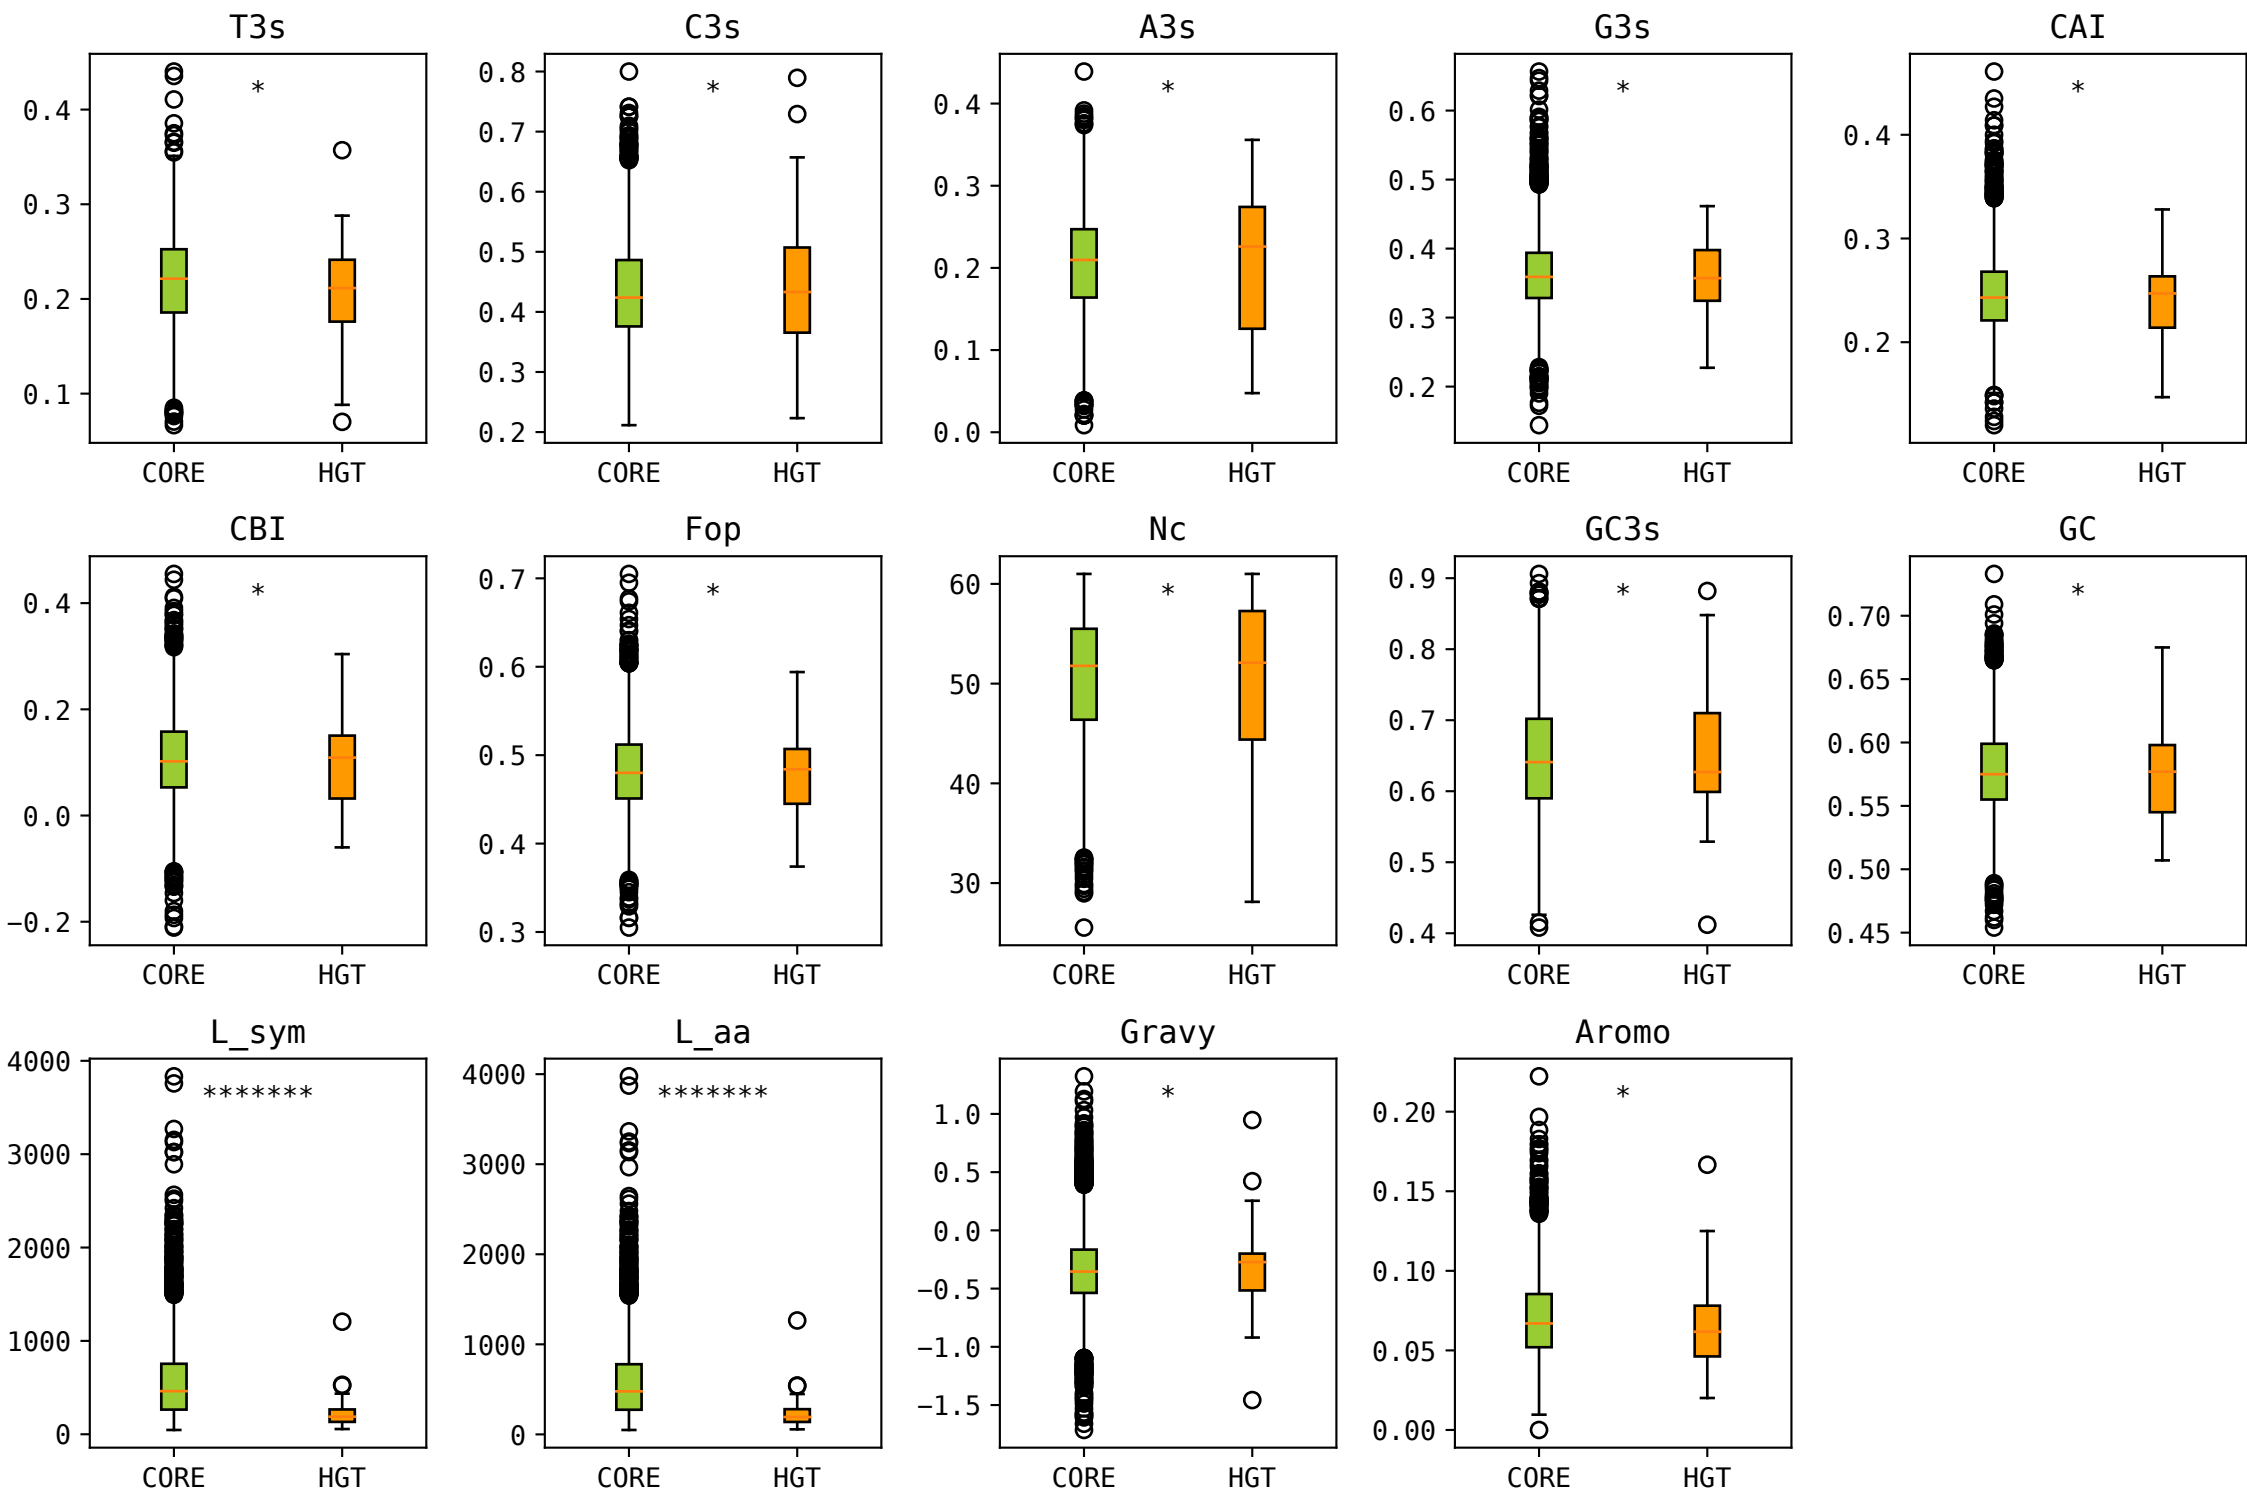 T3s C3s A3s G3s CAI
* * * * *
0.4 0.3 0.2 0.1
0.8 0.7 0.6 0.5 0.4 0.3 0.2
0.4 0.3 0.2 0.1 0.0
0.6 0.5 0.4 0.3 0.2
0.4 0.3 0.2
CORE HGT CORE HGT CORE HGT CORE HGT CORE HGT
CBI Fop Nc GC3s GC
* * * * *
0.4 0.2 0.0 −0.2
0.7 0.6 0.5 0.4 0.3
60 50 40 30
0.9 0.8 0.7 0.6 0.5 0.4
0.70 0.65 0.60 0.55 0.50 0.45
CORE HGT CORE HGT CORE HGT CORE HGT CORE HGT
L_sym L_aa Gravy Aromo
******* ******* * *
4000 3000 2000 1000 0
4000 3000 2000 1000 0
1.0 0.5 0.0 −0.5 −1.0 −1.5
0.20 0.15 0.10 0.05 0.00
CORE HGT CORE HGT CORE HGT CORE HGT